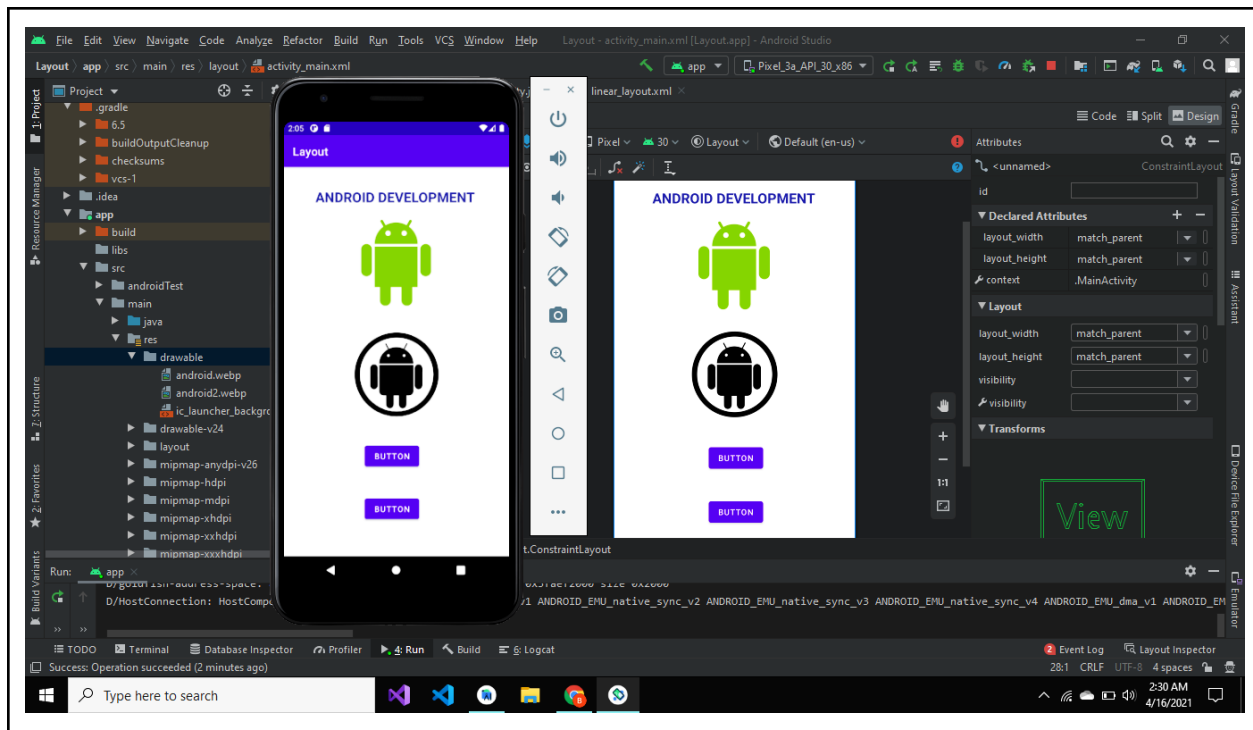 File Edit View Navigate Code Analyze Refactor Build Run Tools VCS Window Help Layout - activity_main.xml [Layout.app] - Android Studio
Layout app src main res layout activity_main.xml app Pixel_3a_API_30_x86
1: Project
Resource Manager
Z: Structure
2: Favorites
Build Variants
Project
.gradle
6.5
buildOutputCleanup
checksums
vcs-1
.idea
app
build
libs
src
androidTest
main
java
res
drawable
android.webp
android2.webp
ic_launcher_backgro
drawable-v24
layout
mipmap-anydpi-v26
mipmap-hdpi
mipmap-mdpi
mipmap-xhdpi
mipmap-xxhdpi
mipmap-xxxhdpi
2:05
Layout
ANDROID DEVELOPMENT
BUTTON
BUTTON
linear_layout.xml
Code Split Design
Pixel 30 Layout Default (en-us)
ANDROID DEVELOPMENT
BUTTON
BUTTON
1:1
t.ConstraintLayout
Attributes
<unnamed> ConstraintLayout
id
Declared Attributes
layout_width match_parent
layout_height match_parent
context .MainActivity
Layout
layout_width match_parent
layout_height match_parent
visibility
visibility
Transforms
View
Gradle
Layout Validation
Assistant
Device File Explorer
Emulator
Run: app
D/HostConnection: HostCompo
v1 ANDROID_EMU_native_sync_v2 ANDROID_EMU_native_sync_v3 ANDROID_EMU_native_sync_v4 ANDROID_EMU_dma_v1 ANDROID_EM
TODO Terminal Database Inspector Profiler 4: Run Build 6: Logcat 2 Event Log Layout Inspector
Success: Operation succeeded (2 minutes ago) 28:1 CRLF UTF-8 4 spaces
Type here to search
2:30 AM
4/16/2021